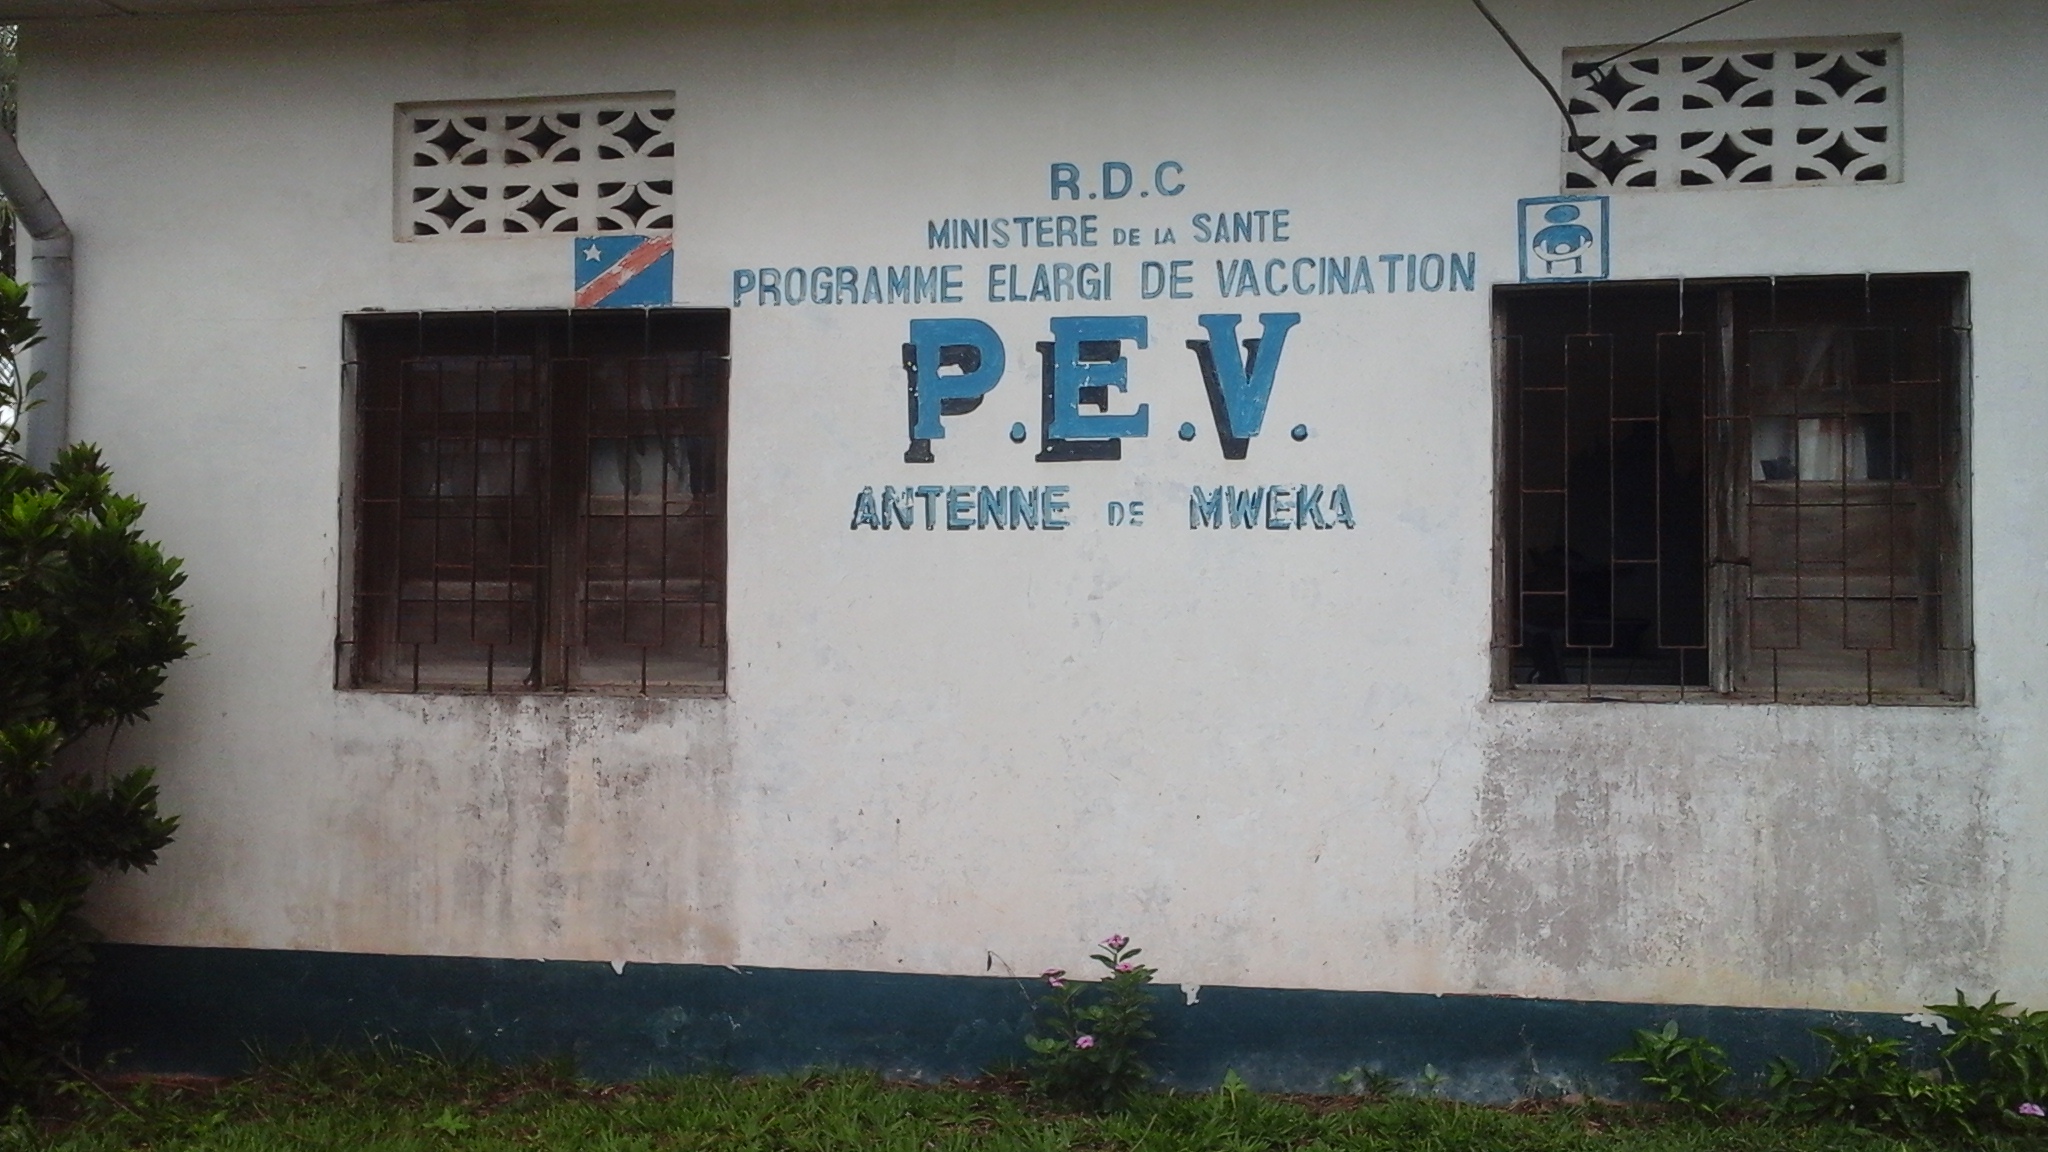 R.D.C
MINISTERE DE LA SANTE
PROGRAMME ELARGI DE VACCINATION
P.E.V.
ANTENNE DE MWEKA